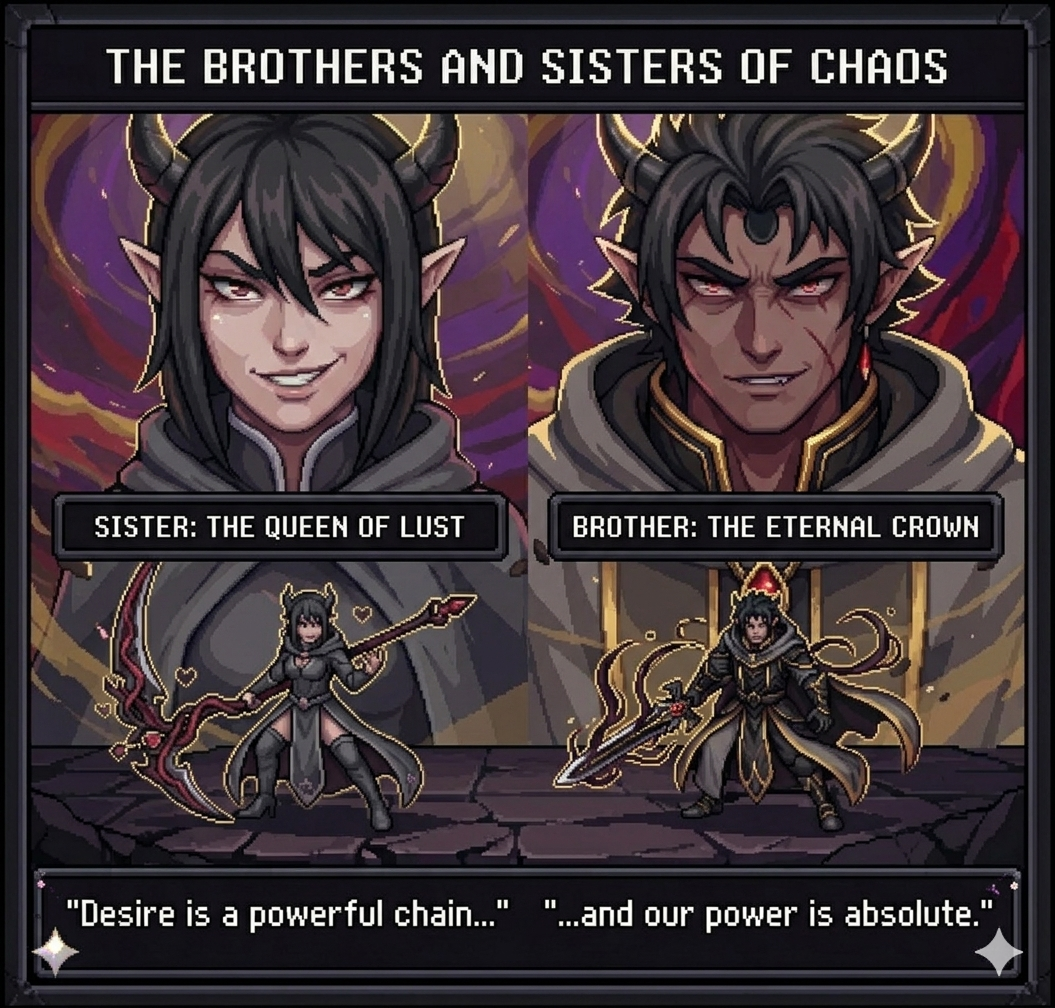 THE BROTHERS AND SISTERS OF CHAOS
SISTER: THE QUEEN OF LUST
BROTHER: THE ETERNAL CROWN
"Desire is a powerful chain..."
"...and our power is absolute."